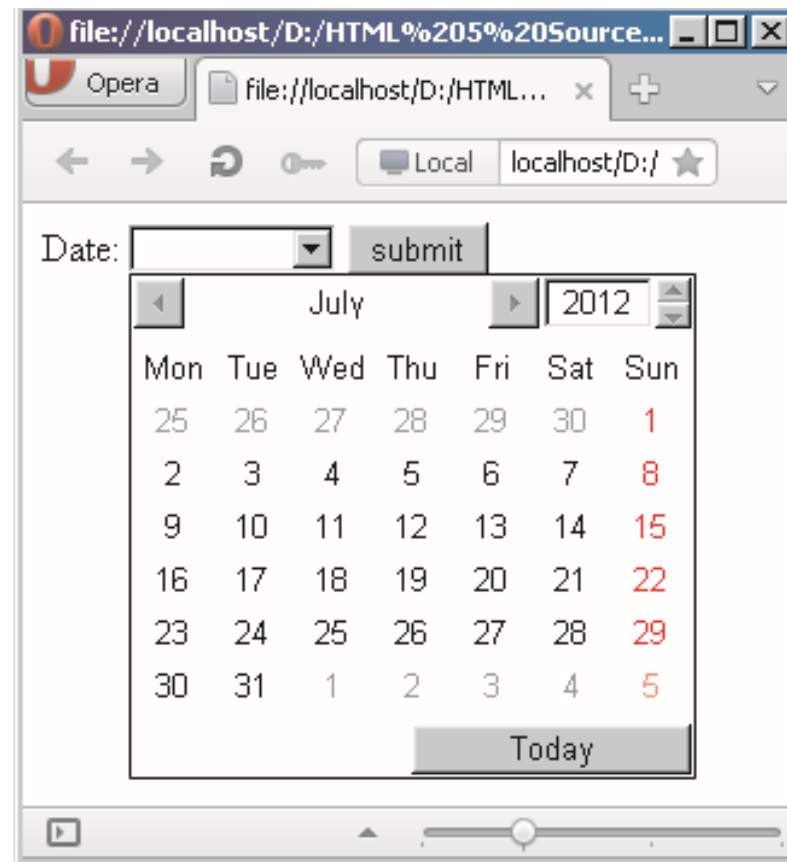 file://localhost/D:/HTML%205%20Source...
Opera file://localhost/D:/HTML...
Local localhost/D:/
Date: submit
July 2012
Mon Tue Wed Thu Fri Sat Sun
25 26 27 28 29 30 1
2 3 4 5 6 7 8
9 10 11 12 13 14 15
16 17 18 19 20 21 22
23 24 25 26 27 28 29
30 31 1 2 3 4 5
Today